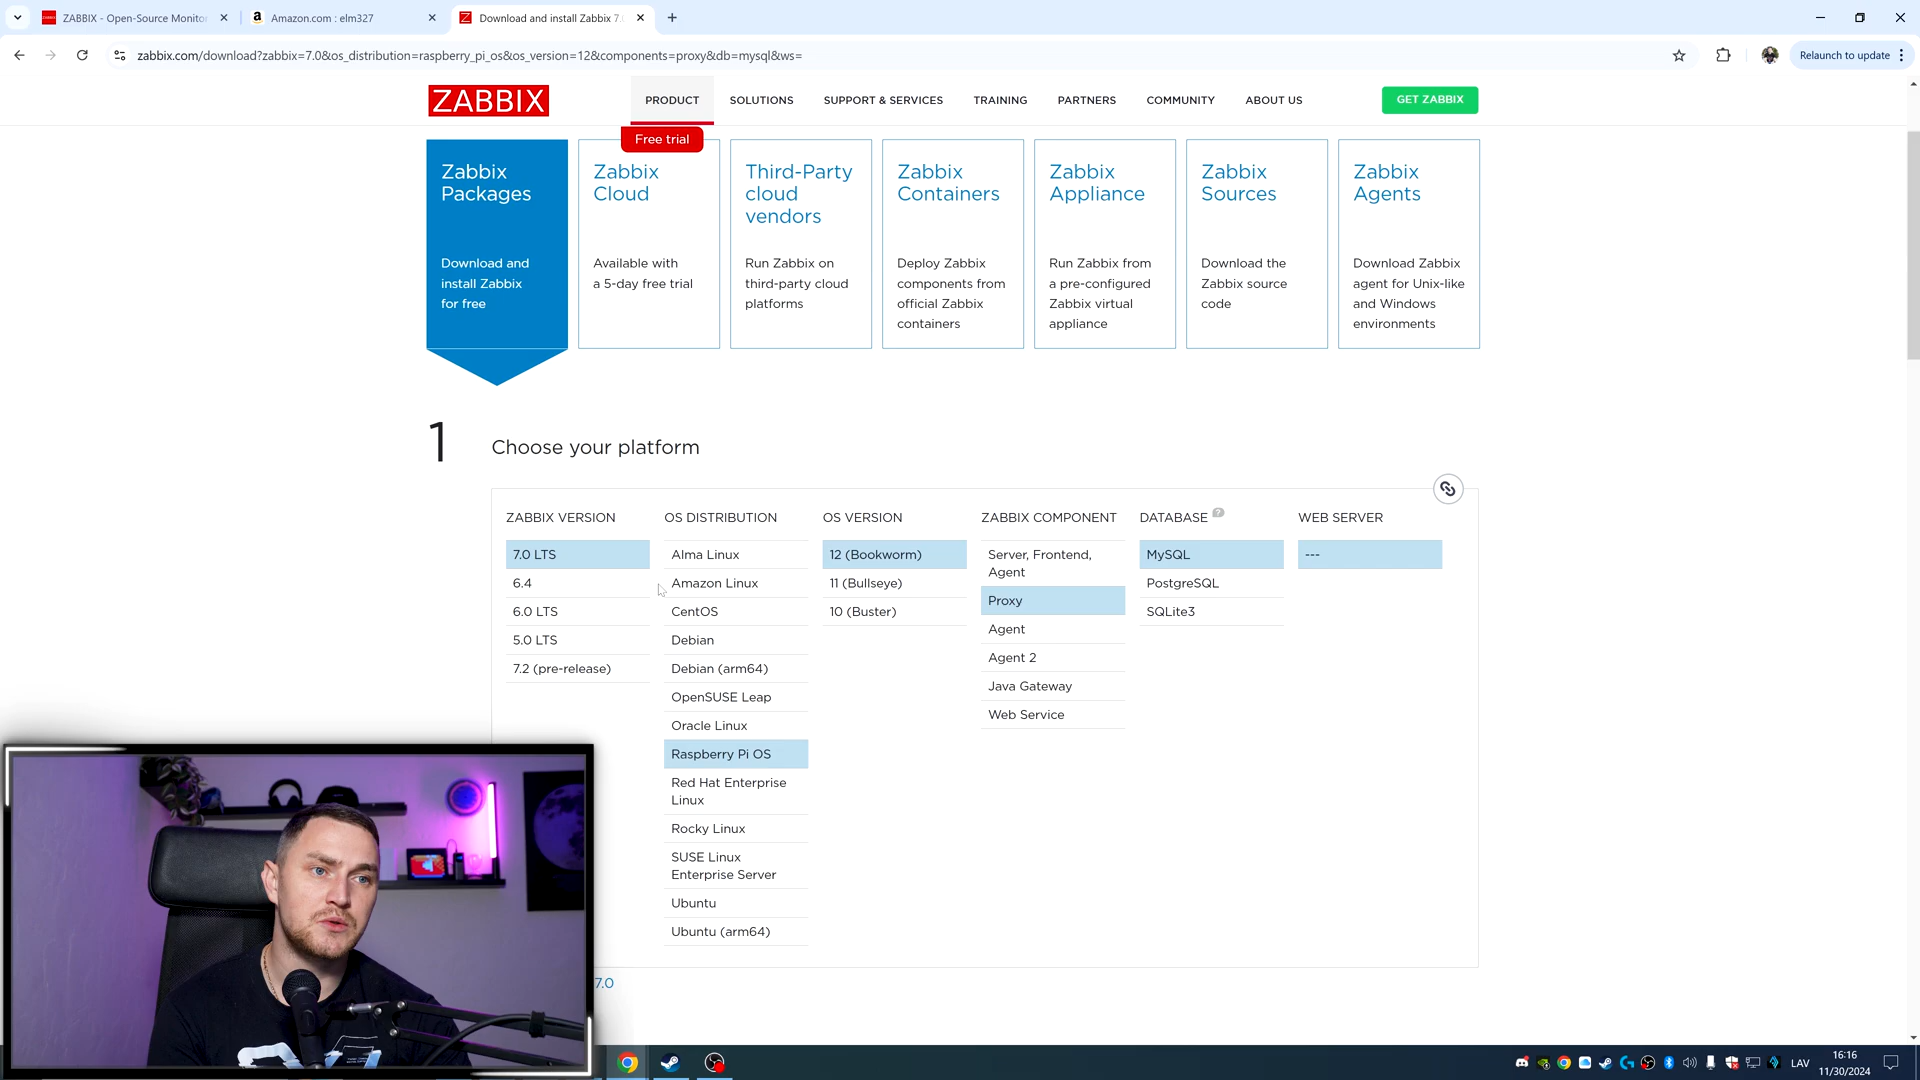 ZABBIX - Open-Source Monitor
Amazon.com : elm327
Download and install Zabbix 7.0
zabbix.com/download?zabbix=7.0&os_distribution=raspberry_pi_os&os_version=12&components=proxy&db=mysql&ws=
Relaunch to update
ZABBIX
PRODUCT
SOLUTIONS
SUPPORT & SERVICES
TRAINING
PARTNERS
COMMUNITY
ABOUT US
GET ZABBIX
Free trial
Zabbix
Packages
Download and
install Zabbix
for free
Zabbix
Cloud
Available with
a 5-day free trial
Third-Party
cloud
vendors
Run Zabbix on
third-party cloud
platforms
Zabbix
Containers
Deploy Zabbix
components from
official Zabbix
containers
Zabbix
Appliance
Run Zabbix from
a pre-configured
Zabbix virtual
appliance
Zabbix
Sources
Download the
Zabbix source
code
Zabbix
Agents
Download Zabbix
agent for Unix-like
and Windows
environments
1
Choose your platform
ZABBIX VERSION
7.0 LTS
6.4
6.0 LTS
5.0 LTS
7.2 (pre-release)
OS DISTRIBUTION
Alma Linux
Amazon Linux
CentOS
Debian
Debian (arm64)
OpenSUSE Leap
Oracle Linux
Raspberry Pi OS
Red Hat Enterprise
Linux
Rocky Linux
SUSE Linux
Enterprise Server
Ubuntu
Ubuntu (arm64)
OS VERSION
12 (Bookworm)
11 (Bullseye)
10 (Buster)
ZABBIX COMPONENT
Server, Frontend,
Agent
Proxy
Agent
Agent 2
Java Gateway
Web Service
DATABASE ?
MySQL
PostgreSQL
SQLite3
WEB SERVER
---
7.0
LAV
16:16
11/30/2024